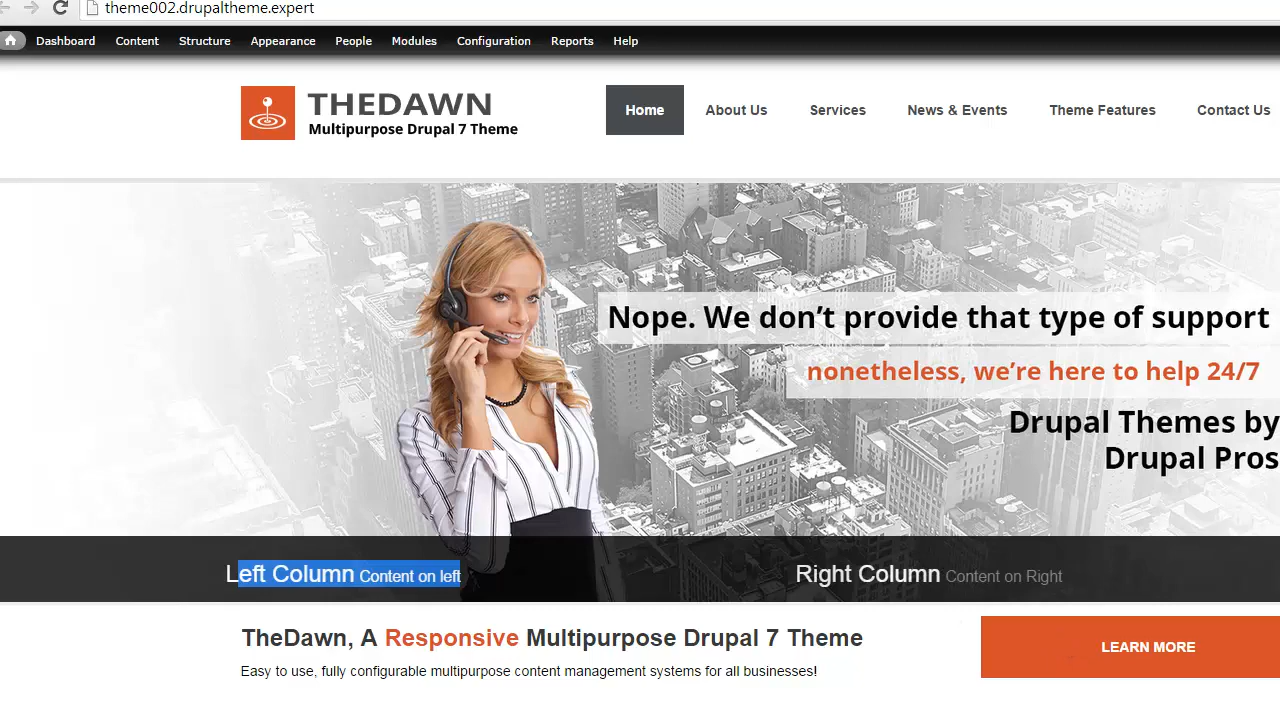 theme002.drupaltheme.expert
Dashboard Content Structure Appearance People Modules Configuration Reports Help
THEDAWN
Multipurpose Drupal 7 Theme
Home About Us Services News & Events Theme Features Contact Us
Nope. We don’t provide that type of support
nonetheless, we’re here to help 24/7
Drupal Themes by
Drupal Pros
Left Column Content on left
Right Column Content on Right
TheDawn, A Responsive Multipurpose Drupal 7 Theme
Easy to use, fully configurable multipurpose content management systems for all businesses!
LEARN MORE